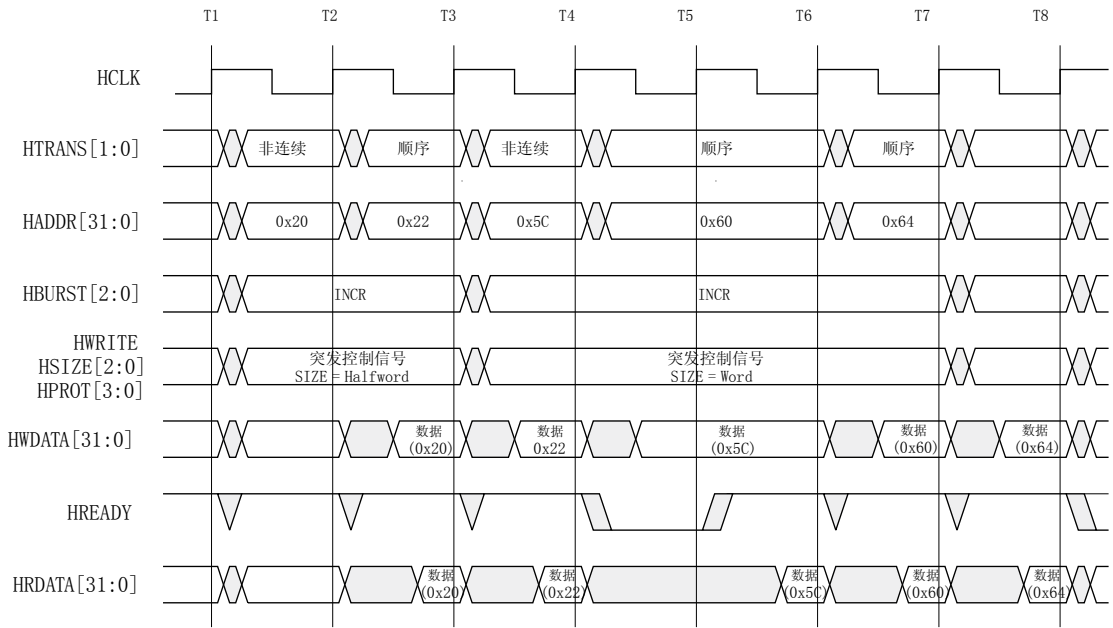 T1 T2 T3 T4 T5 T6 T7 T8
HCLK
HTRANS[1:0] 非连续 顺序 非连续 顺序 顺序
HADDR[31:0] 0x20 0x22 0x5C 0x60 0x64
HBURST[2:0] INCR INCR
HWRITE
HSIZE[2:0]
HPROT[3:0]
突发控制信号 突发控制信号
SIZE = Halfword SIZE = Word
HWDATA[31:0]
数据 数据 数据 数据 数据
(0x20) 0x22 (0x5C) (0x60) (0x64)
HREADY
HRDATA[31:0]
数据 数据 数据 数据 数据
(0x20) (0x22) (0x5C) (0x60) (0x64)